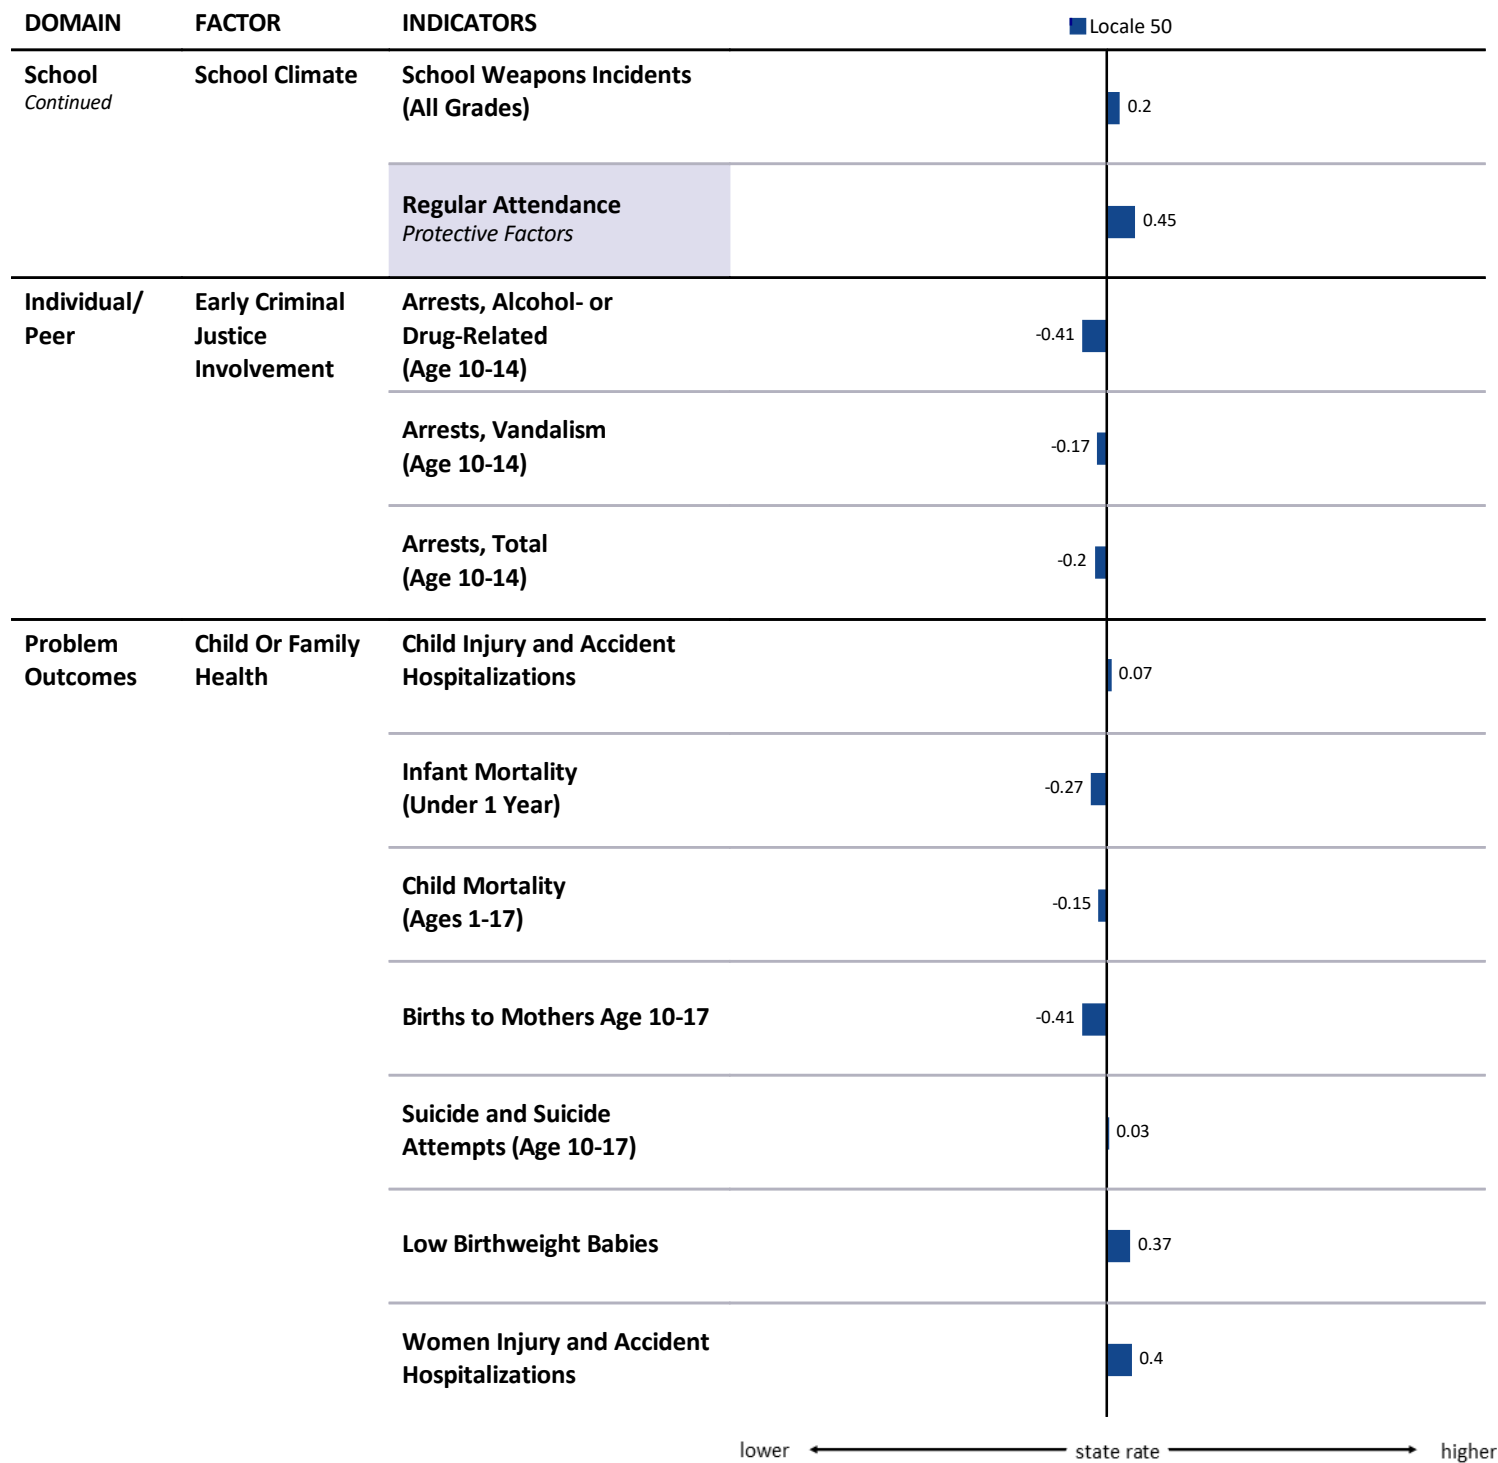 DOMAIN FACTOR INDICATORS Locale 50
School School Climate School Weapons Incidents
Continued (All Grades) 0.2
Regular Attendance 0.45
Protective Factors
Individual/ Early Criminal Arrests, Alcohol- or
Peer Justice Drug-Related -0.41
Involvement (Age 10-14)
Arrests, Vandalism -0.17
(Age 10-14)
Arrests, Total -0.2
(Age 10-14)
Problem Child Or Family Child Injury and Accident
Outcomes Health Hospitalizations 0.07
Infant Mortality -0.27
(Under 1 Year)
Child Mortality -0.15
(Ages 1-17)
Births to Mothers Age 10-17 -0.41
Suicide and Suicide 0.03
Attempts (Age 10-17)
Low Birthweight Babies 0.37
Women Injury and Accident 0.4
Hospitalizations
lower state rate higher